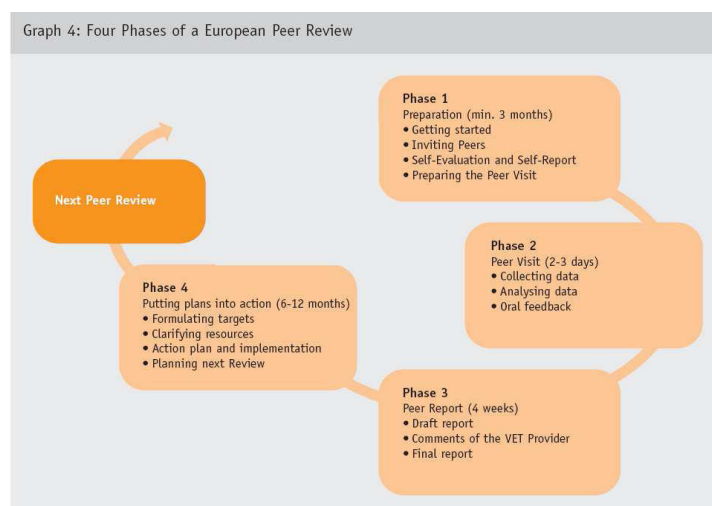 Graph 4: Four Phases of a European Peer Review
Phase 1
Preparation (min. 3 months)
• Getting started
• Inviting Peers
• Self-Evaluation and Self-Report
• Preparing the Peer Visit
Phase 2
Peer Visit (2-3 days)
• Collecting data
• Analysing data
• Oral feedback
Phase 3
Peer Report (4 weeks)
• Draft report
• Comments of the VET Provider
• Final report
Phase 4
Putting plans into action (6-12 months)
• Formulating targets
• Clarifying resources
• Action plan and implementation
• Planning next Review
Next Peer Review